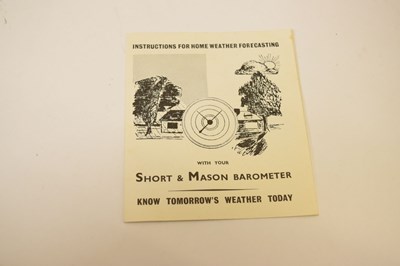 INSTRUCTIONS FOR HOME WEATHER FORECASTING
WITH YOUR
SHORT & MASON BAROMETER
KNOW TOMORROW'S WEATHER TODAY